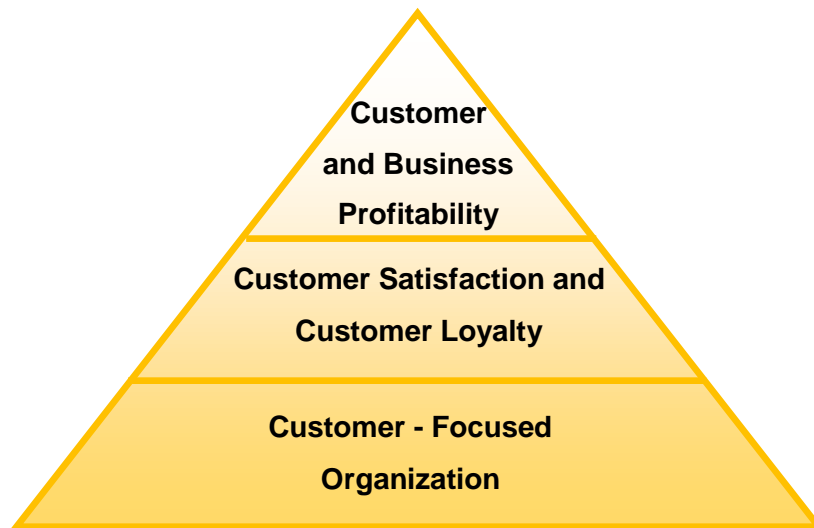 Customer
and Business
Profitability
Customer Satisfaction and
Customer Loyalty
Customer - Focused
Organization